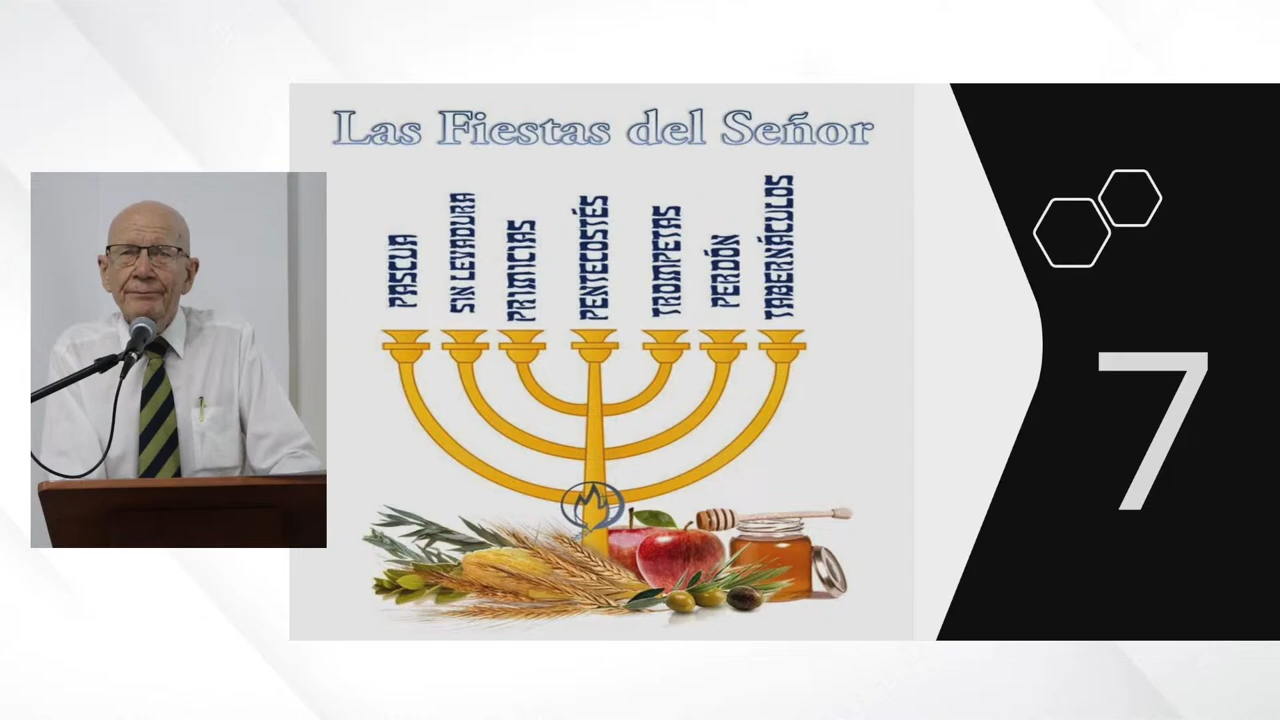 Las Fiestas del Señor
PASCUA
SIN LEVADURA
PRIMICIAS
PENTECOSTÉS
TROMPETAS
PERDÓN
TABERNÁCULOS
7